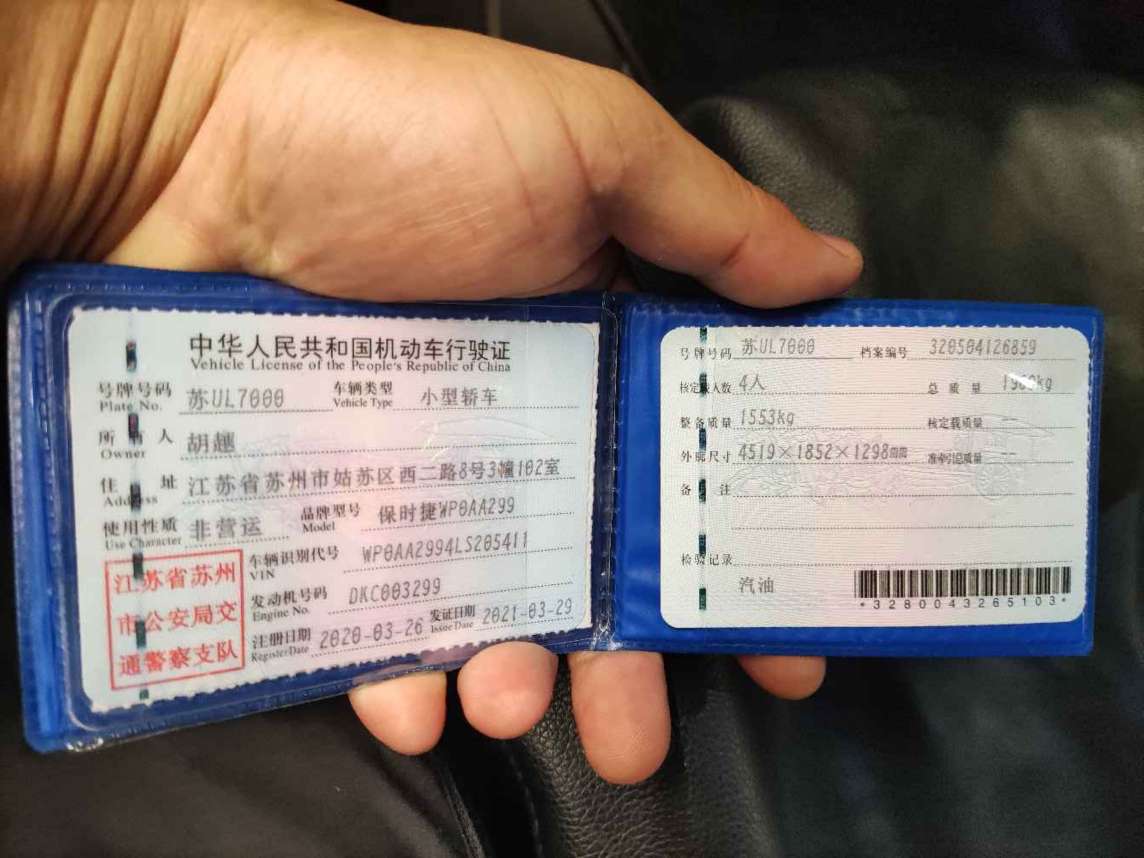 中华人民共和国机动车行驶证
Vehicle License of the People's Republic of China
号牌号码 苏UL7000 车辆类型 小型轿车
Plate No. Vehicle Type
所有人 胡越
Owner
住址 江苏省苏州市姑苏区西二路8号3幢102室
Address
使用性质 非营运 品牌型号 保时捷WP0AA299
Use Character Model
车辆识别代号 WP0AA2994LS205411
VIN
发动机号码 DKC003299
Engine No.
注册日期 2020-03-26 发证日期 2021-03-29
Register Date Issue Date
江苏省苏州
市公安局交
通警察支队
号牌号码 苏UL7000 档案编号 320504126859
核定载人数 4人 总质量
整备质量 1553kg 核定载质量 --
外廓尺寸 4519×1852×1298mm 准牵引总质量 --
备注
检验记录
汽油
*3280043265103*